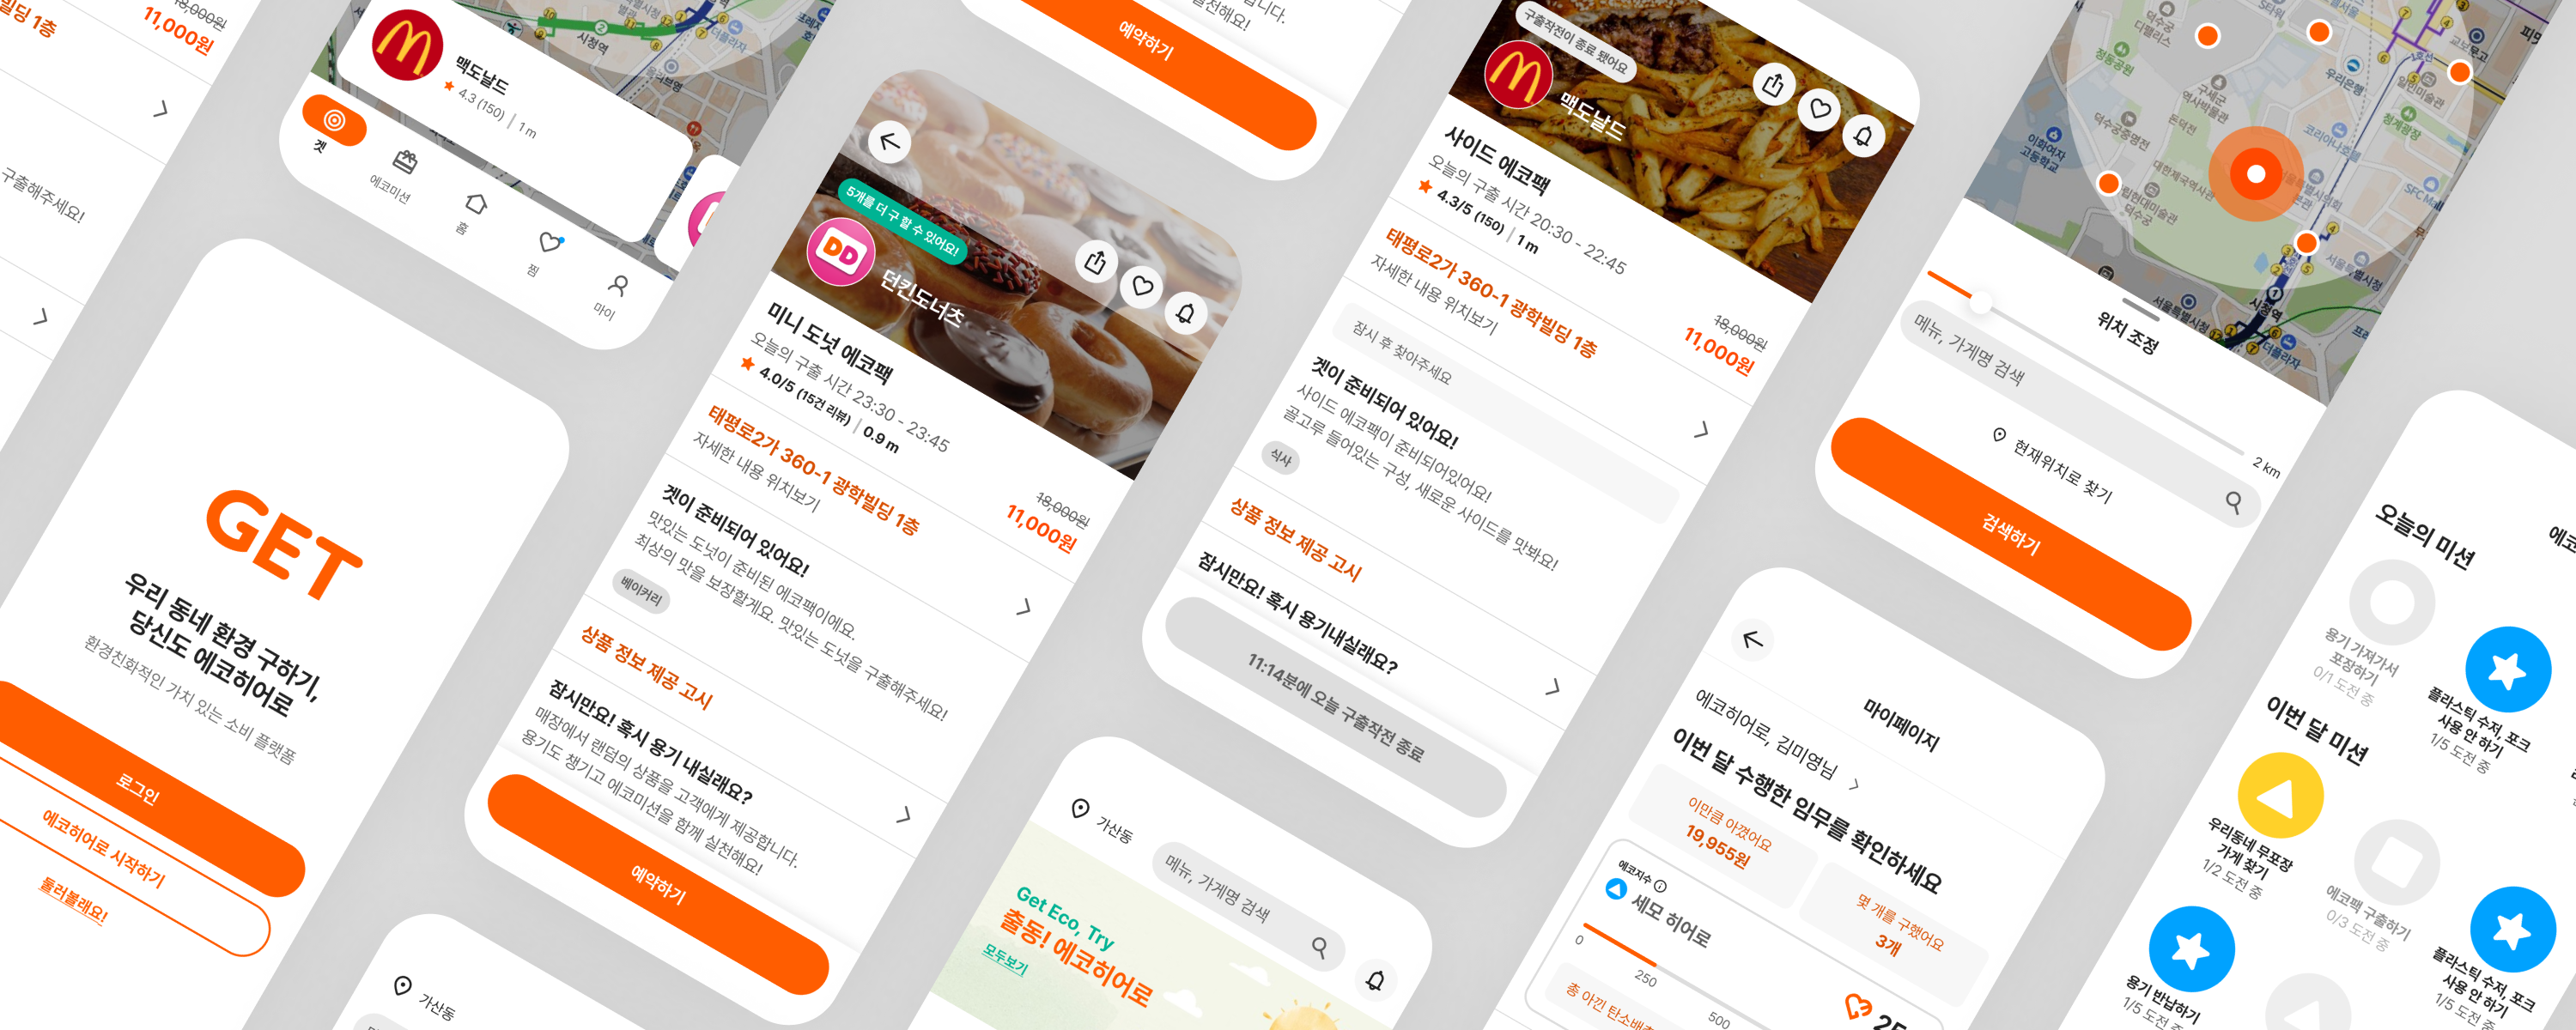 빌딩 1층
18,000원
11,000원
구출해주세요!
맥도날드
4.3 (150) | 1m
겟
에코미션
홈
찜
마이
GET
우리 동네 환경 구하기,
당신도 에코히어로
환경친화적인 가치 있는 소비 플랫폼
로그인
에코히어로 시작하기
둘러볼래요!
예약하기
5개를 더 구할 수 있어요!
던킨도너츠
미니 도넛 에코팩
오늘의 구출 시간 23:30 - 23:45
4.0/5 (15건 리뷰) | 0.9 m
18,000원
11,000원
태평로2가 360-1 광학빌딩 1층
자세한 내용 위치보기
겟이 준비되어 있어요!
맛있는 도넛이 준비된 에코팩이에요.
최상의 맛을 보장할게요. 맛있는 도넛을 구출해주세요!
베이커리
상품 정보 제공 고시
잠시만요! 혹시 용기 내실래요?
매장에서 랜덤의 상품을 고객에게 제공합니다.
용기도 챙기고 에코미션을 함께 실천해요!
예약하기
가산동
구출작전이 종료 됐어요
맥도날드
사이드 에코팩
오늘의 구출 시간 20:30 - 22:45
4.3/5 (150) | 1 m
18,000원
11,000원
태평로2가 360-1 광학빌딩 1층
자세한 내용 위치보기
잠시 후 찾아주세요
겟이 준비되어 있어요!
사이드 에코팩이 준비되어있어요!
골고루 들어있는 구성, 새로운 사이드를 맛봐요!
식사
상품 정보 제공 고시
잠시만요! 혹시 용기내실래요?
11:14분에 오늘 구출작전 종료
가산동
메뉴, 가게명 검색
Get Eco, Try
출동! 에코히어로
모두보기
위치 조정
2 km
메뉴, 가게명 검색
현재위치로 찾기
검색하기
마이페이지
에코히어로, 김미영님
이번 달 수행한 임무를 확인하세요
이만큼 아꼈어요
19,955원
몇 개를 구했어요
3개
에코지수
세모 히어로
0
250
500
오늘의 미션
용기 가져가서
포장하기
0/1 도전 중
플라스틱 수저, 포크
사용 안 하기
1/5 도전 중
이번 달 미션
우리동네 무포장
가게 찾기
1/2 도전 중
에코팩 구출하기
0/3 도전 중
플라스틱 수저, 포크
사용 안 하기
1/5 도전 중
용기 반납하기
1/5 도전 중